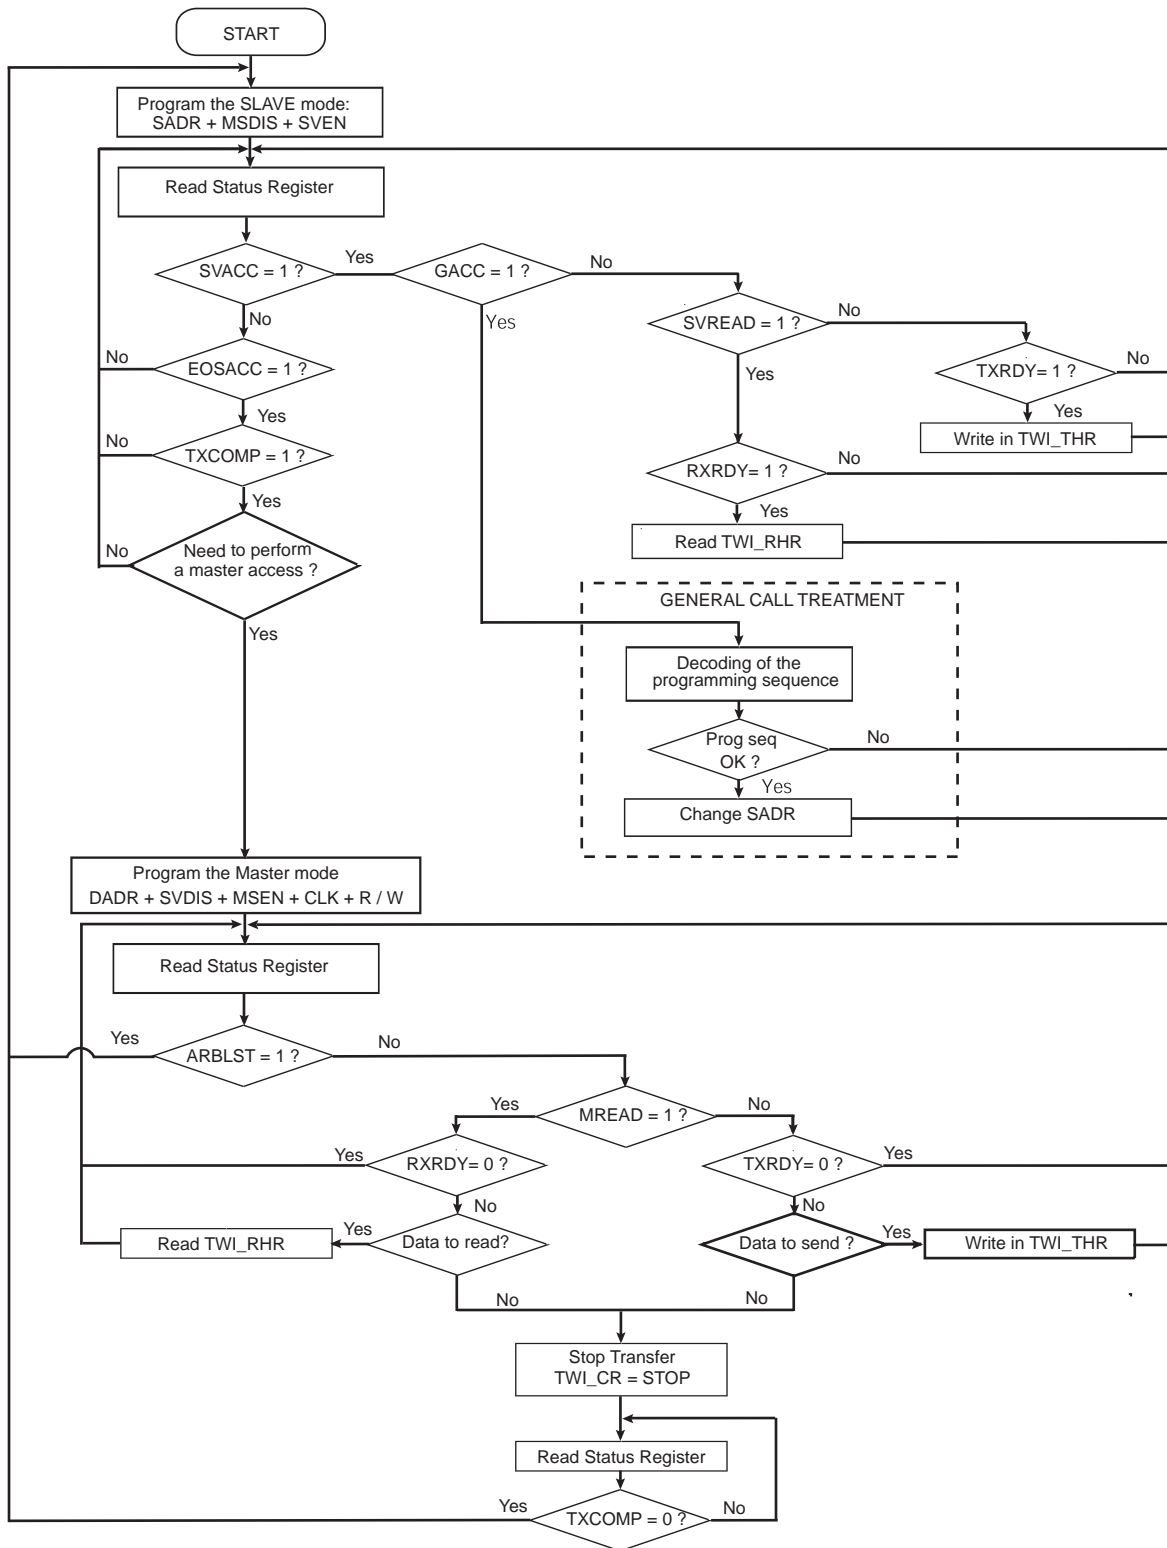 START
Program the SLAVE mode:
SADR + MSDIS + SVEN
Read Status Register
SVACC = 1 ?
Yes
GACC = 1 ?
No
SVREAD = 1 ?
No
No
Yes
EOSACC = 1 ?
No
Yes
TXRDY= 1 ?
No
Yes
Yes
Write in TWI_THR
TXCOMP = 1 ?
No
RXRDY= 1 ?
No
Yes
Yes
Read TWI_RHR
Need to perform
a master access ?
No
GENERAL CALL TREATMENT
Yes
Decoding of the
programming sequence
Prog seq
OK ?
No
Yes
Change SADR
Program the Master mode
DADR + SVDIS + MSEN + CLK + R / W
Read Status Register
Yes
ARBLST = 1 ?
No
Yes
MREAD = 1 ?
No
Yes
RXRDY= 0 ?
TXRDY= 0 ?
Yes
No
No
Read TWI_RHR
Yes
Data to read?
Data to send ?
Yes
Write in TWI_THR
No
No
Stop Transfer
TWI_CR = STOP
Read Status Register
Yes
TXCOMP = 0 ?
No